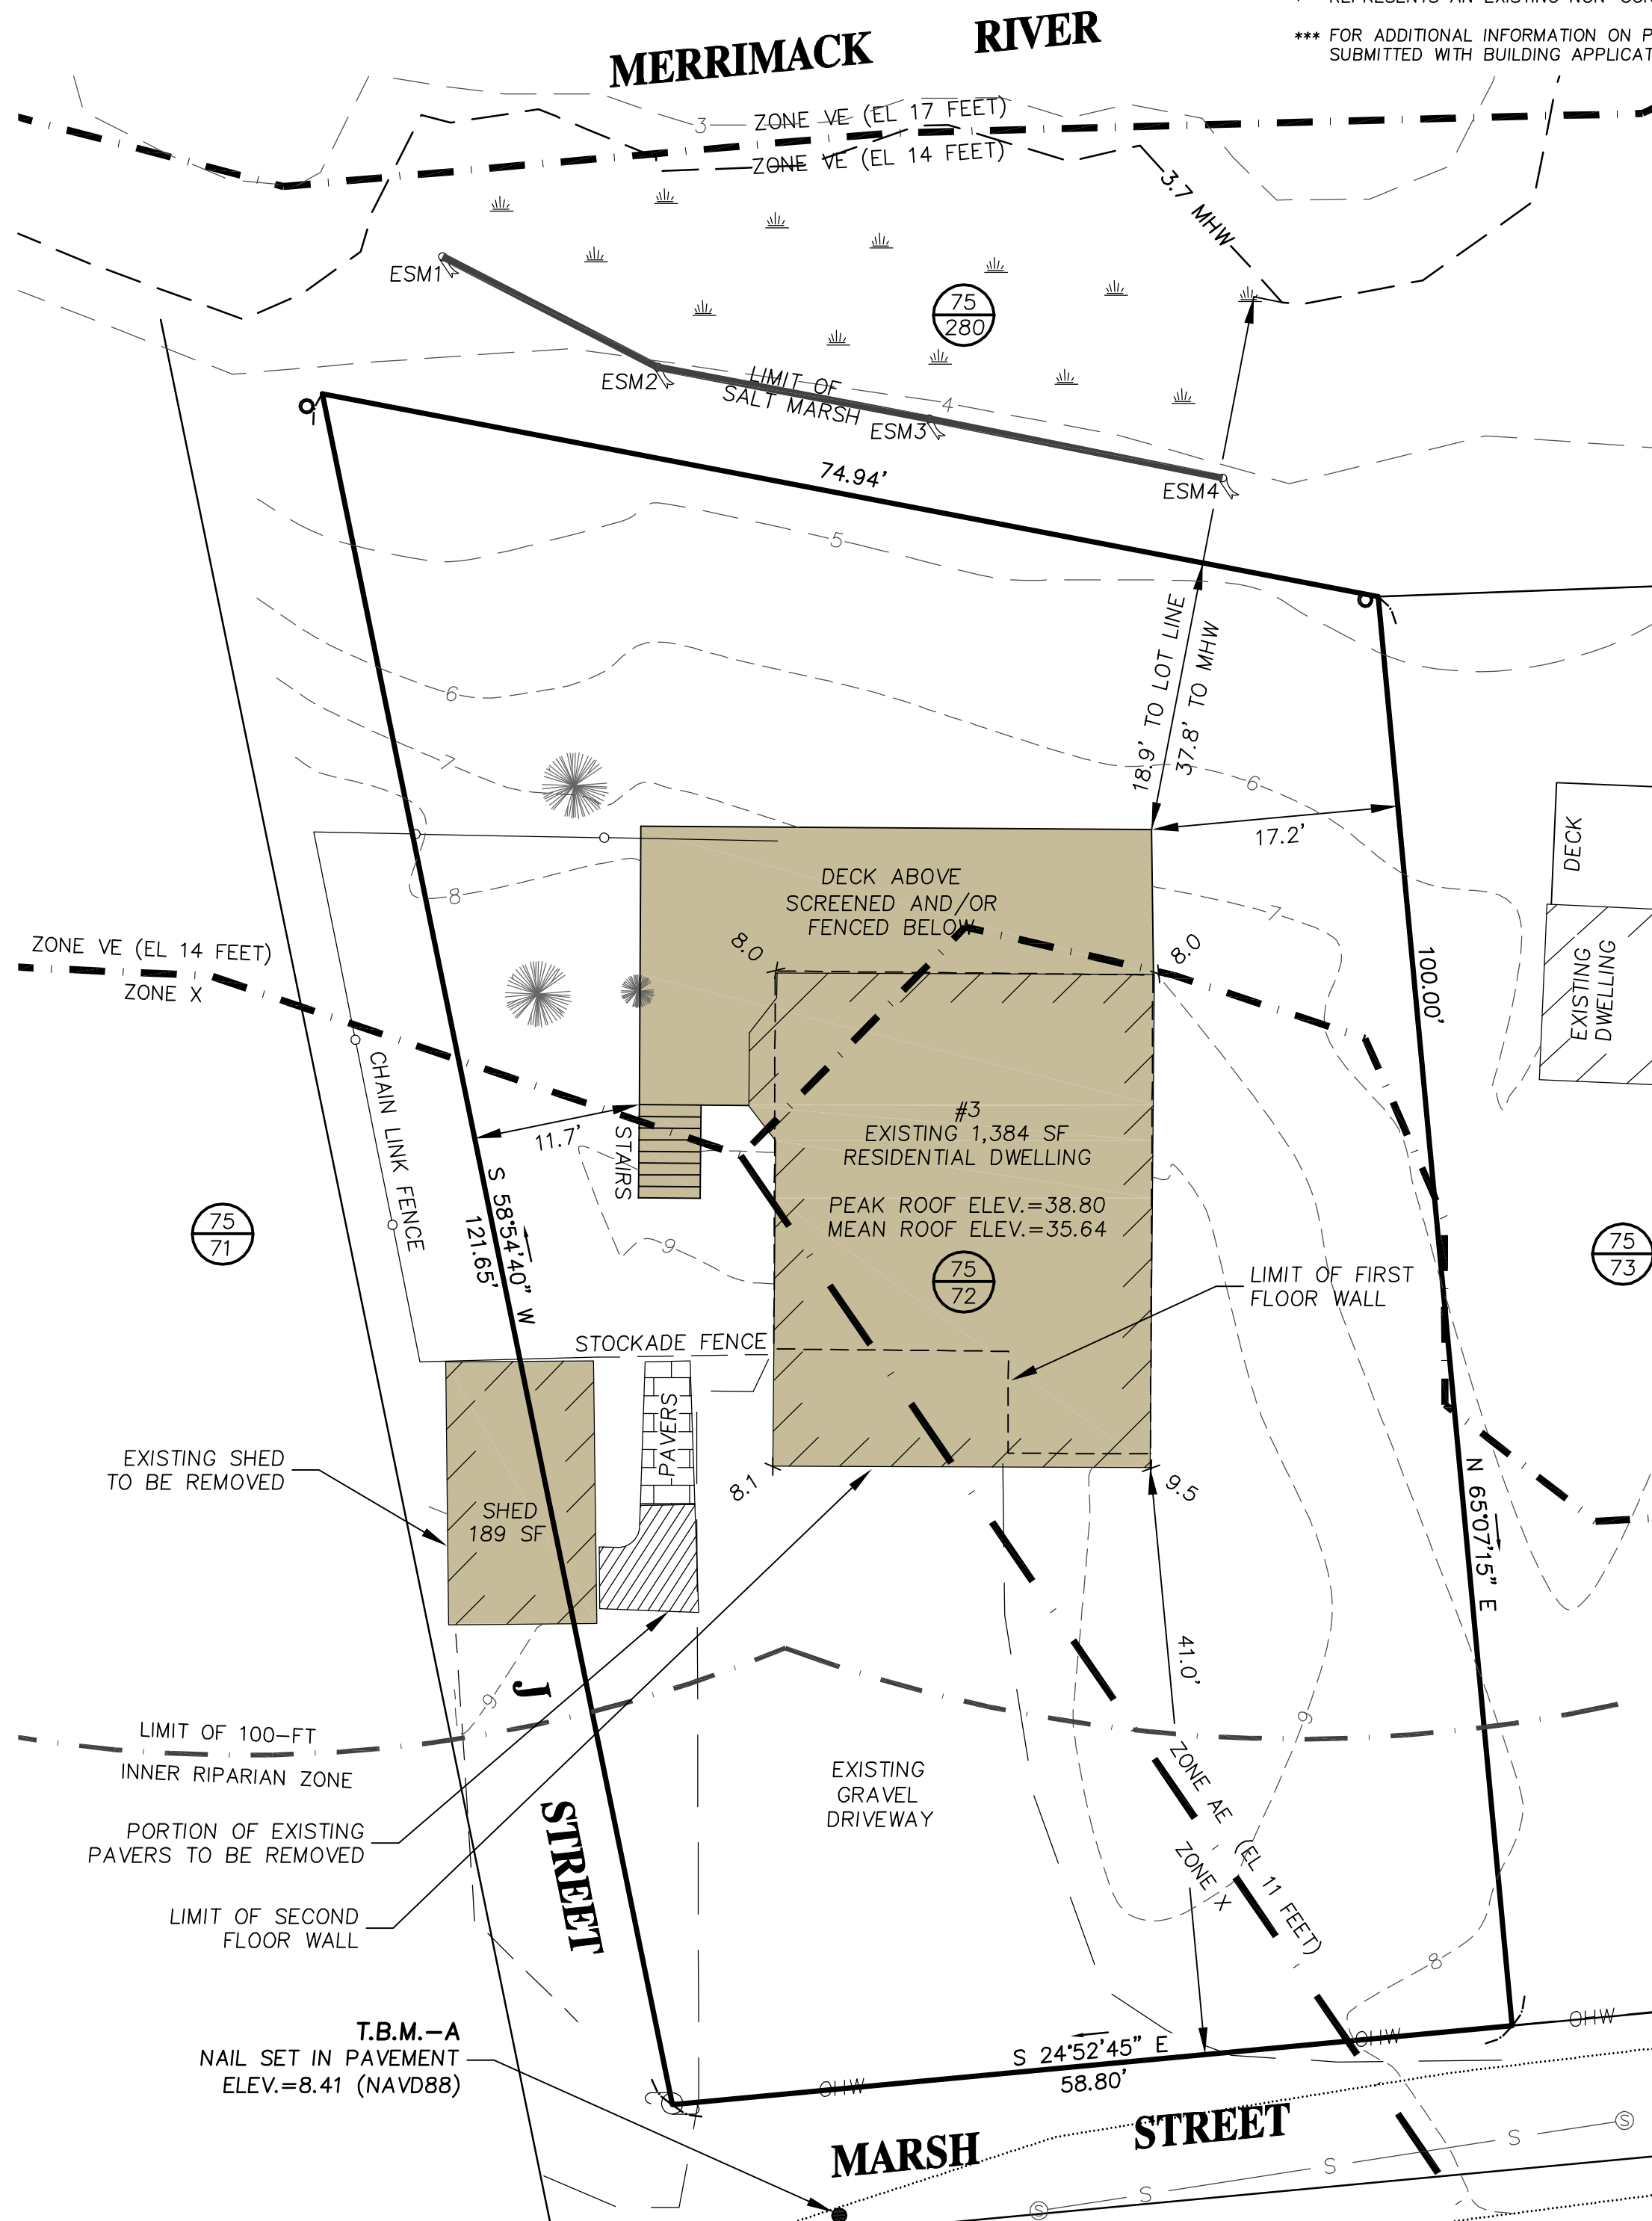 *** FOR ADDITIONAL INFORMATION ON P
SUBMITTED WITH BUILDING APPLICAT
MERRIMACK RIVER
3
ZONE VE (EL 17 FEET)
ZONE VE (EL 14 FEET)
3.7 MHW
ESM1
75
280
ESM2
LIMIT OF
SALT MARSH
4
ESM3
ESM4
74.94'
5
18.9' TO LOT LINE
37.8' TO MHW
6
7
6
17.2'
DECK
DECK ABOVE
SCREENED AND/OR
FENCED BELOW
8
7
ZONE VE (EL 14 FEET)
ZONE X
8.0
8.0
100.00'
EXISTING
DWELLING
CHAIN LINK FENCE
11.7'
STAIRS
#3
EXISTING 1,384 SF
RESIDENTIAL DWELLING
PEAK ROOF ELEV.=38.80
MEAN ROOF ELEV.=35.64
S 58°54'40" W
121.65'
75
71
9
75
72
75
73
LIMIT OF FIRST
FLOOR WALL
STOCKADE FENCE
PAVERS
EXISTING SHED
TO BE REMOVED
SHED
189 SF
8.1
9.5
N 65°07'15" E
41.0'
9
J STREET
LIMIT OF 100-FT
INNER RIPARIAN ZONE
9
EXISTING
GRAVEL
DRIVEWAY
ZONE AE (EL 11 FEET)
ZONE X
PORTION OF EXISTING
PAVERS TO BE REMOVED
LIMIT OF SECOND
FLOOR WALL
8
T.B.M.-A
NAIL SET IN PAVEMENT
ELEV.=8.41 (NAVD88)
S 24°52'45" E
58.80'
OHW
OHW
OHW
MARSH STREET
S
S
S
S
S